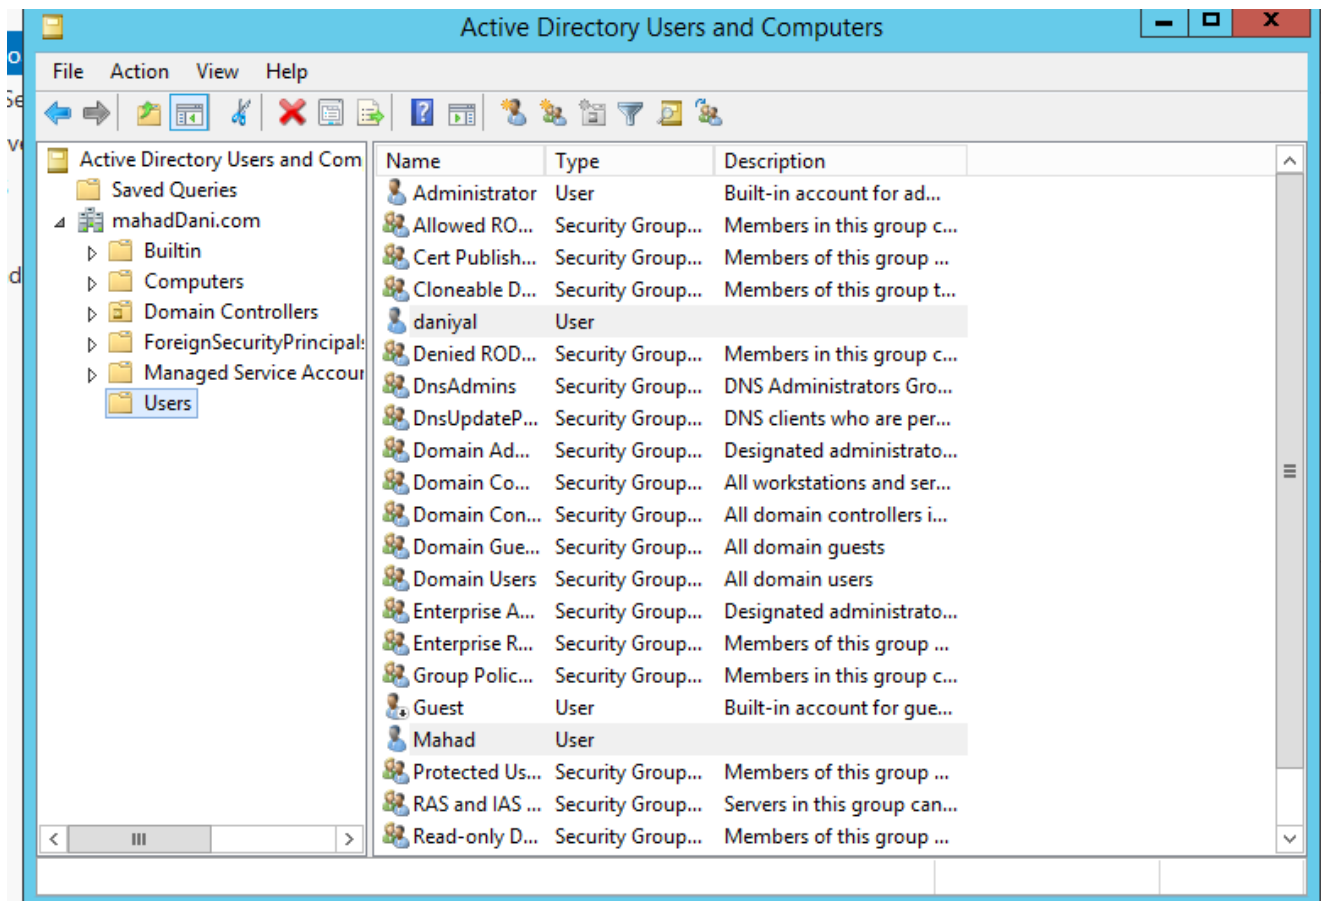 Active Directory Users and Computers
File Action View Help
Active Directory Users and Com
Saved Queries
mahadDani.com
Builtin
Computers
Domain Controllers
ForeignSecurityPrincipals
Managed Service Accour
Users
Name Type Description
Administrator User Built-in account for ad...
Allowed RO... Security Group... Members in this group c...
Cert Publish... Security Group... Members of this group ...
Cloneable D... Security Group... Members of this group t...
daniyal User
Denied ROD... Security Group... Members in this group c...
DnsAdmins Security Group... DNS Administrators Gro...
DnsUpdateP... Security Group... DNS clients who are per...
Domain Ad... Security Group... Designated administrato...
Domain Co... Security Group... All workstations and ser...
Domain Con... Security Group... All domain controllers i...
Domain Gue... Security Group... All domain guests
Domain Users Security Group... All domain users
Enterprise A... Security Group... Designated administrato...
Enterprise R... Security Group... Members of this group ...
Group Polic... Security Group... Members in this group c...
Guest User Built-in account for gue...
Mahad User
Protected Us... Security Group... Members of this group ...
RAS and IAS ... Security Group... Servers in this group can...
Read-only D... Security Group... Members of this group ...